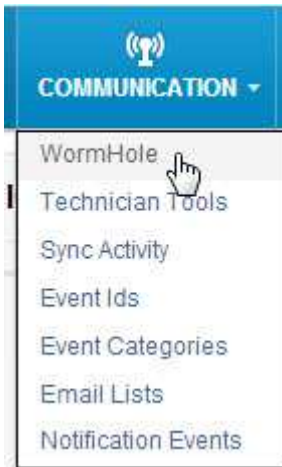 COMMUNICATION
WormHole
Technician Tools
Sync Activity
Event Ids
Event Categories
Email Lists
Notification Events